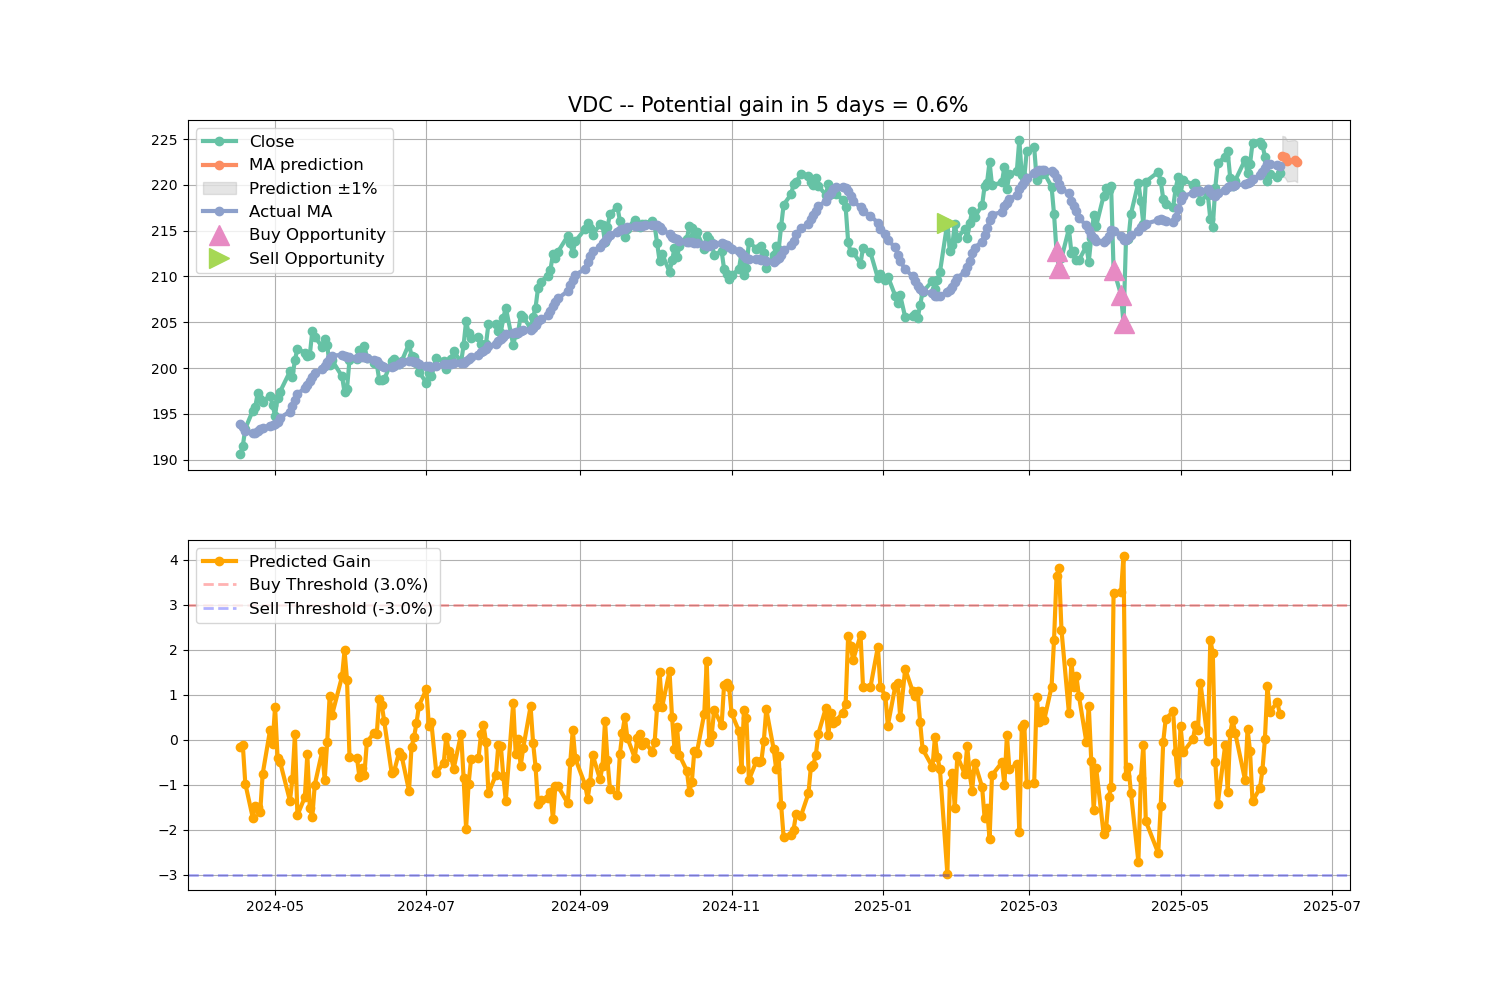 VDC -- Potential gain in 5 days = 0.6%
Close
MA prediction
Prediction ±1%
Actual MA
Buy Opportunity
Sell Opportunity
225
220
215
210
205
200
195
190
Predicted Gain
Buy Threshold (3.0%)
Sell Threshold (-3.0%)
4
3
2
1
0
−1
−2
−3
2024-05
2024-07
2024-09
2024-11
2025-01
2025-03
2025-05
2025-07